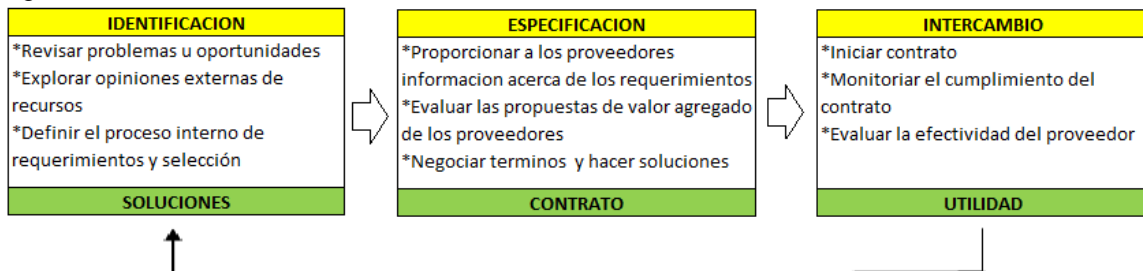 IDENTIFICACION
*Revisar problemas u oportunidades
*Explorar opiniones externas de
recursos
*Definir el proceso interno de
requerimientos y selección
SOLUCIONES
ESPECIFICACION
*Proporcionar a los proveedores
informacion acerca de los requerimientos
*Evaluar las propuestas de valor agregado
de los proveedores
*Negociar terminos y hacer soluciones
CONTRATO
INTERCAMBIO
*Iniciar contrato
*Monitoriar el cumplimiento del
contrato
*Evaluar la efectividad del proveedor
UTILIDAD